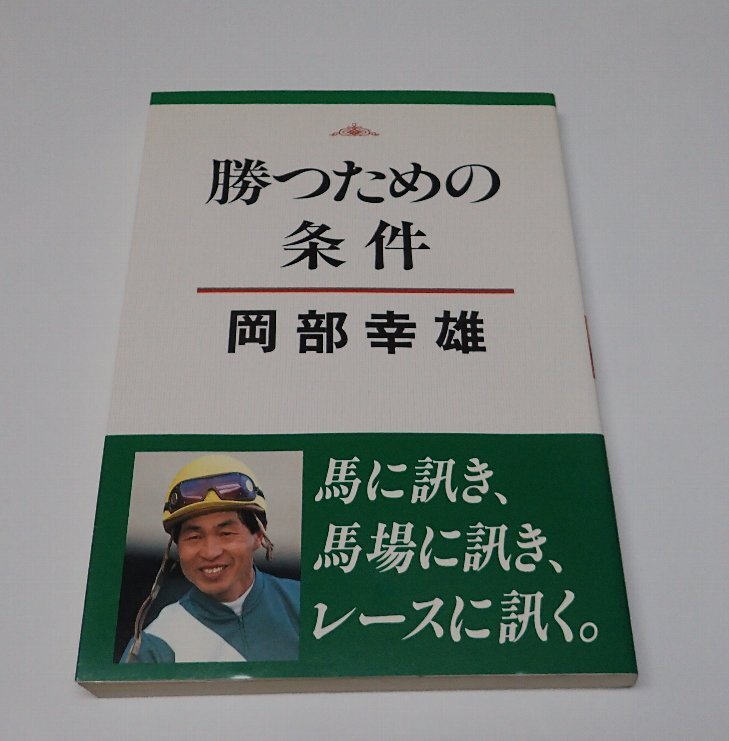 勝つための
条件
岡部幸雄
馬に訊き、
馬場に訊き、
レースに訊く。